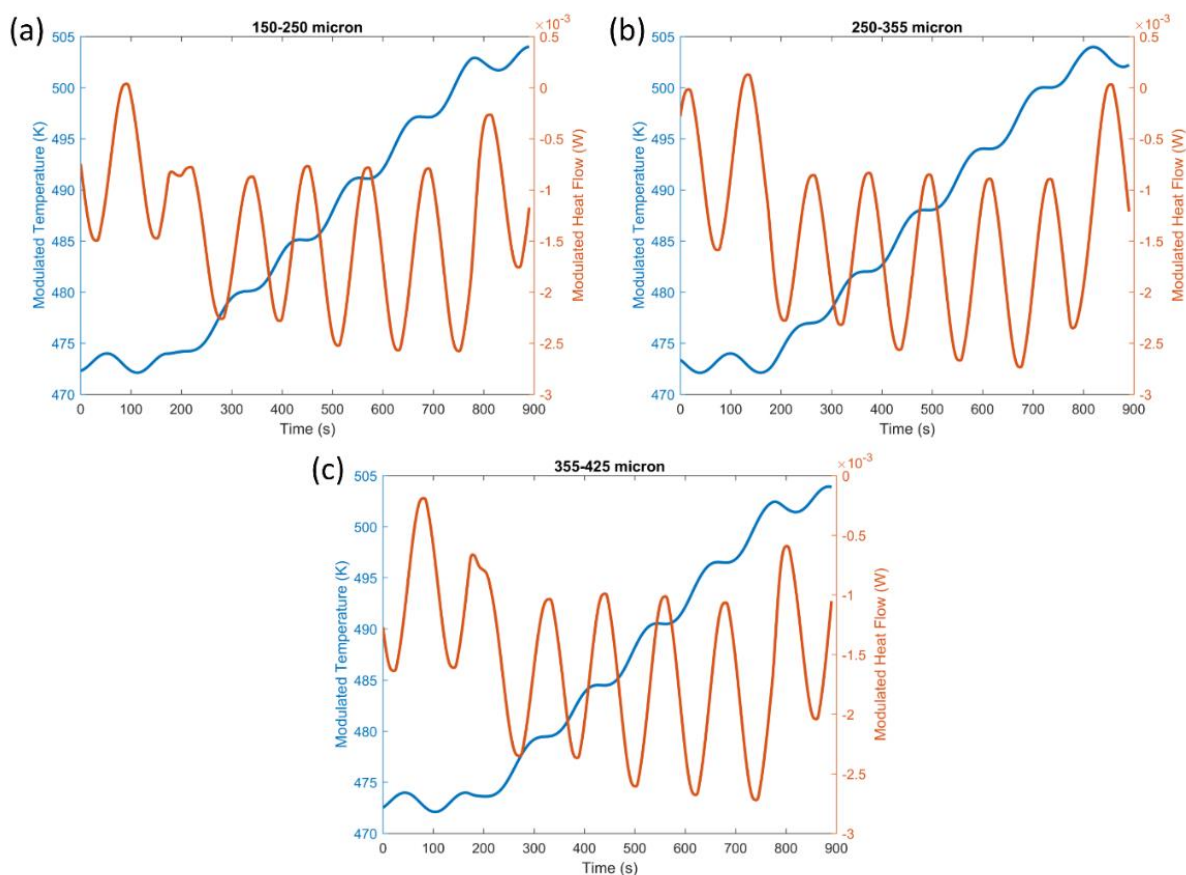 (a)
150-250 micron
×10⁻³
505
500
495
490
485
480
475
470
Modulated Temperature (K)
0.5
0
-0.5
-1
-1.5
-2
-2.5
-3
Modulated Heat Flow (W)
0 100 200 300 400 500 600 700 800 900
Time (s)
(b)
250-355 micron
×10⁻³
505
500
495
490
485
480
475
470
Modulated Temperature (K)
0.5
0
-0.5
-1
-1.5
-2
-2.5
-3
Modulated Heat Flow (W)
0 100 200 300 400 500 600 700 800 900
Time (s)
(c)
355-425 micron
×10⁻³
505
500
495
490
485
480
475
470
Modulated Temperature (K)
0
-0.5
-1
-1.5
-2
-2.5
-3
Modulated Heat Flow (W)
0 100 200 300 400 500 600 700 800 900
Time (s)